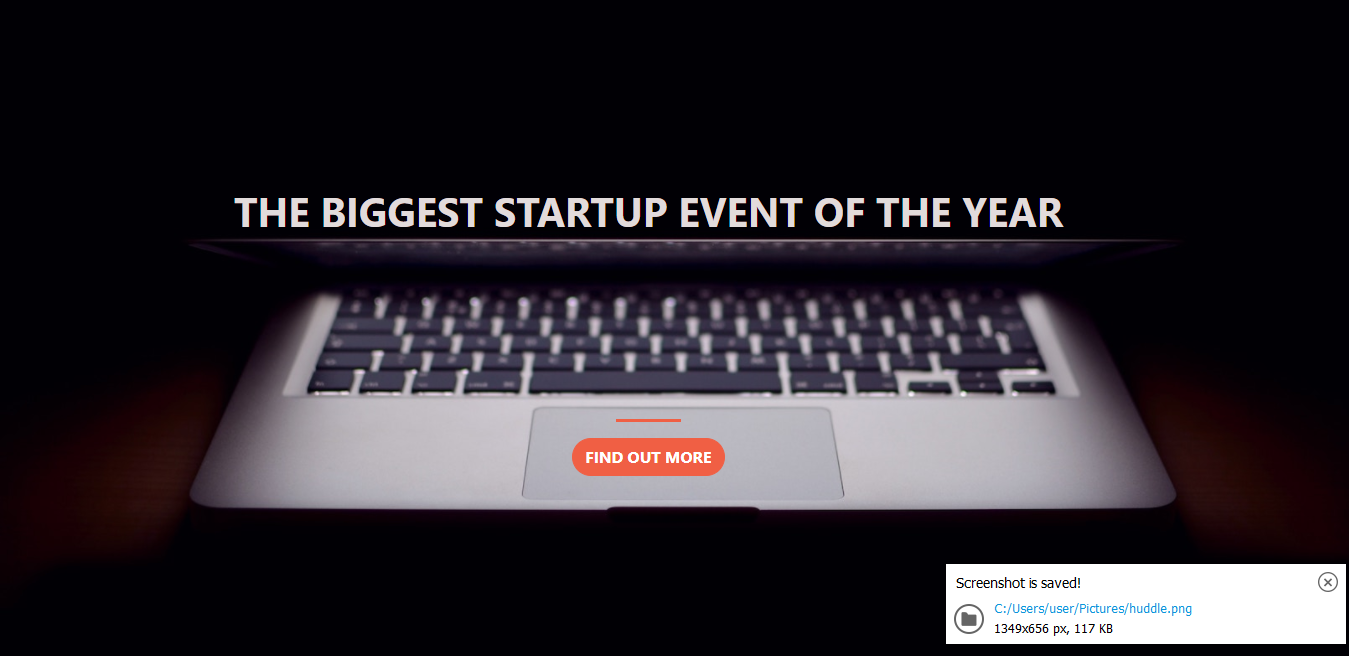 THE BIGGEST STARTUP EVENT OF THE YEAR
FIND OUT MORE
Screenshot is saved!
C:/Users/user/Pictures/huddle.png
1349x656 px, 117 KB